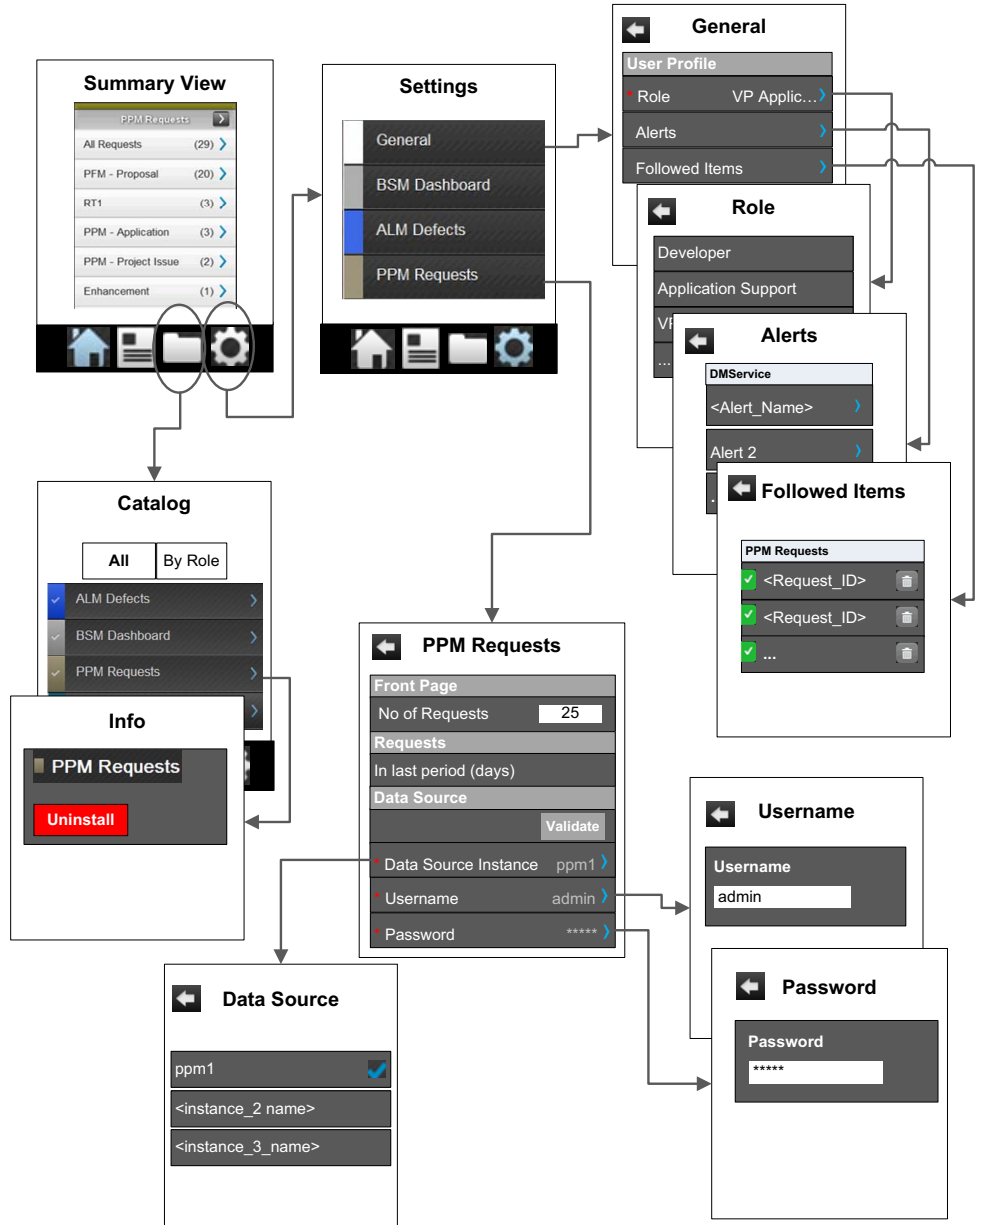 Summary View
PPM Requests
All Requests (29)
PFM - Proposal (20)
RT1 (3)
PPM - Application (3)
PPM - Project Issue (2)
Enhancement (1)
Settings
General
BSM Dashboard
ALM Defects
PPM Requests
General
User Profile
* Role VP Applic...
Alerts
Followed Items
Role
Developer
Application Support
VP
...
Alerts
DMService
<Alert_Name>
Alert 2
.
Followed Items
PPM Requests
<Request_ID>
<Request_ID>
...
Catalog
All By Role
ALM Defects
BSM Dashboard
PPM Requests
Info
PPM Requests
Uninstall
PPM Requests
Front Page
No of Requests 25
Requests
In last period (days)
Data Source
Validate
* Data Source Instance ppm1
* Username admin
* Password *****
Username
Username
admin
Password
Password
*****
Data Source
ppm1
<instance_2 name>
<instance_3_name>